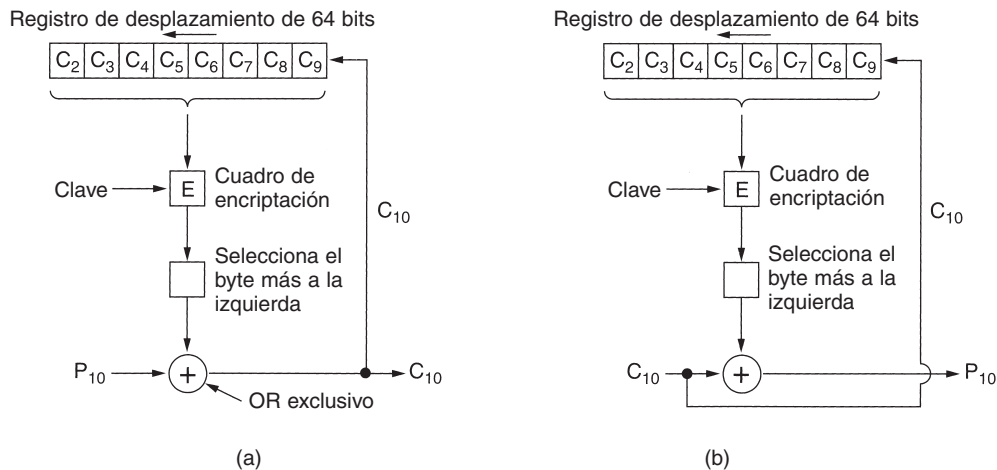 Registro de desplazamiento de 64 bits
C2 C3 C4 C5 C6 C7 C8 C9
Clave
E
Cuadro de
encriptación
C10
Selecciona el
byte más a la
izquierda
P10
+
C10
OR exclusivo
(a)
Registro de desplazamiento de 64 bits
C2 C3 C4 C5 C6 C7 C8 C9
Clave
E
Cuadro de
encriptación
C10
Selecciona el
byte más a la
izquierda
C10
+
P10
(b)